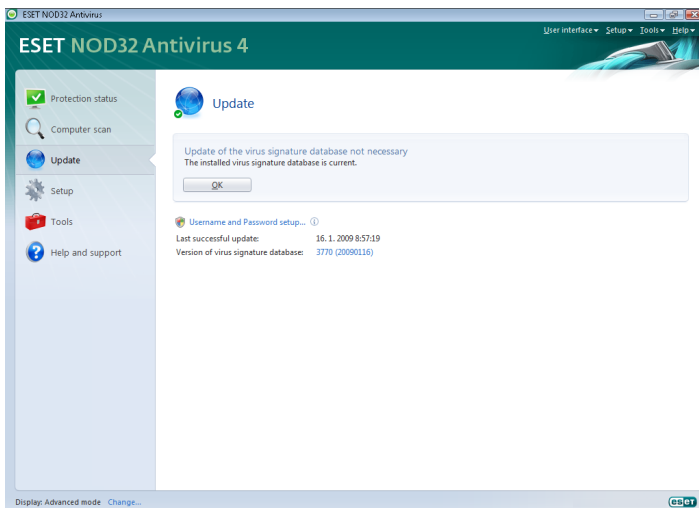 ESET NOD32 Antivirus
User interface Setup Tools Help
ESET NOD32 Antivirus 4
Protection status
Computer scan
Update
Setup
Tools
Help and support
Update
Update of the virus signature database not necessary
The installed virus signature database is current.
OK
Username and Password setup...
Last successful update: 16. 1. 2009 8:57:19
Version of virus signature database: 3770 (20090116)
Display: Advanced mode Change...
eseT